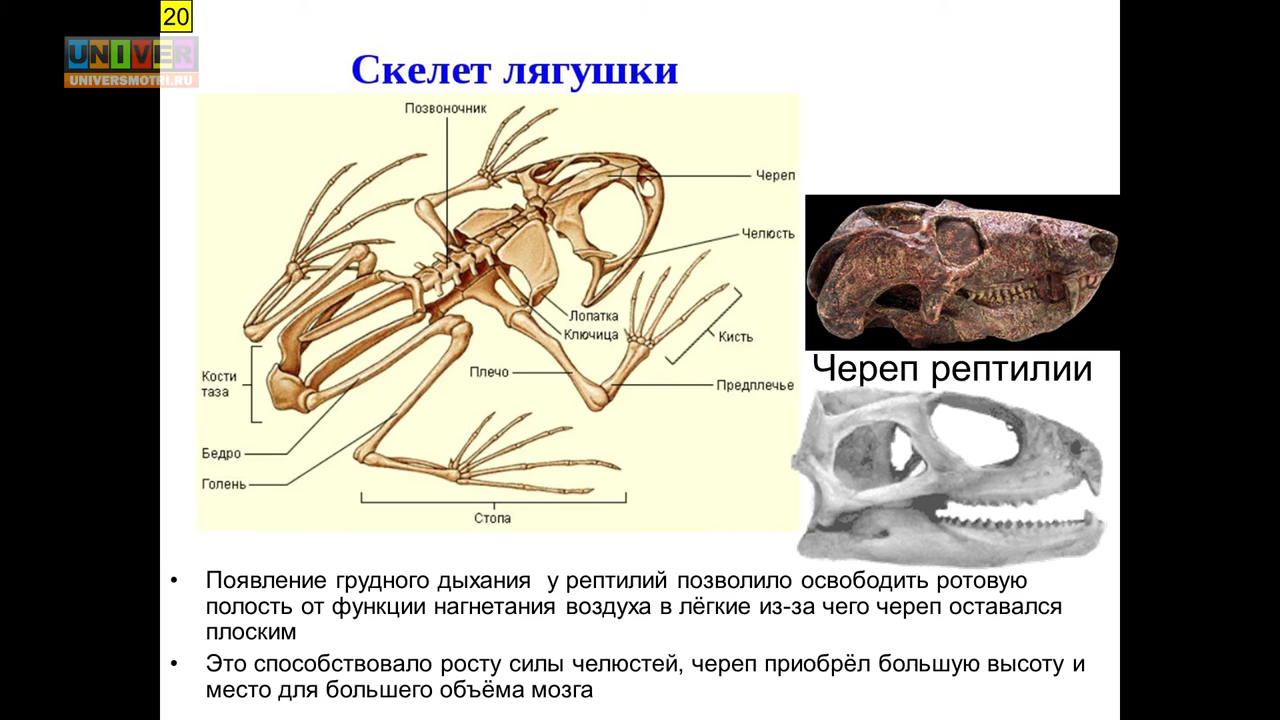 20
UNIVER
UNIVERSMOTRI.RU
Скелет лягушки
Позвоночник
Череп
Челюсть
Лопатка
Ключица
Кисть
Плечо
Предплечье
Кости
таза
Бедро
Голень
Стопа
Череп рептилии
• Появление грудного дыхания у рептилий позволило освободить ротовую
полость от функции нагнетания воздуха в лёгкие из-за чего череп оставался
плоским
• Это способствовало росту силы челюстей, череп приобрёл большую высоту и
место для большего объёма мозга